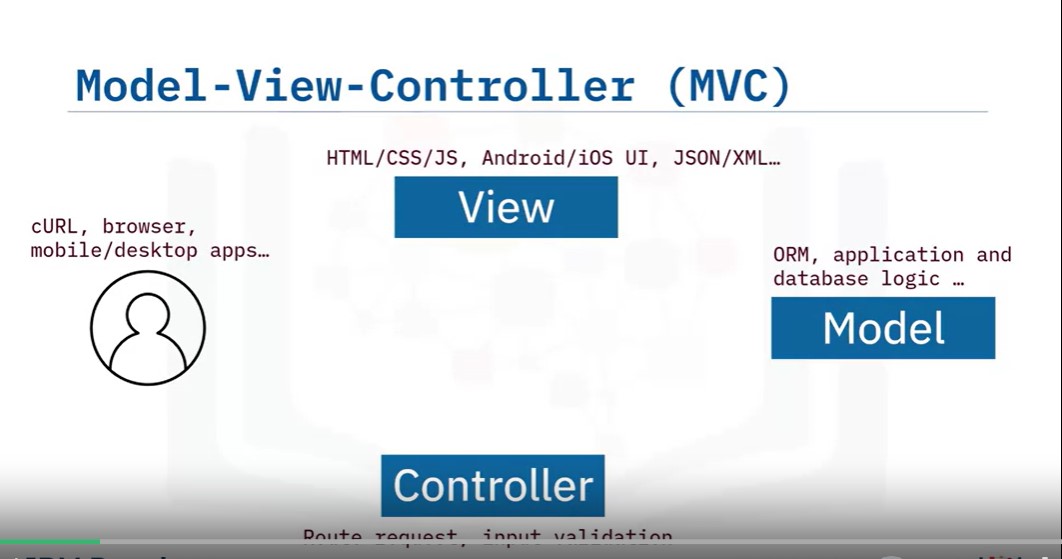 Model-View-Controller (MVC)
HTML/CSS/JS, Android/iOS UI, JSON/XML…
View
cURL, browser,
mobile/desktop apps…
ORM, application and
database logic …
Model
Controller
Route request, input validation